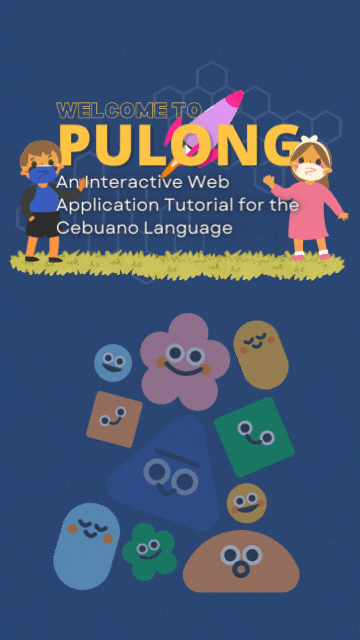 WELCOME TO
PULONG
An Interactive Web
Application Tutorial for the
Cebuano Language